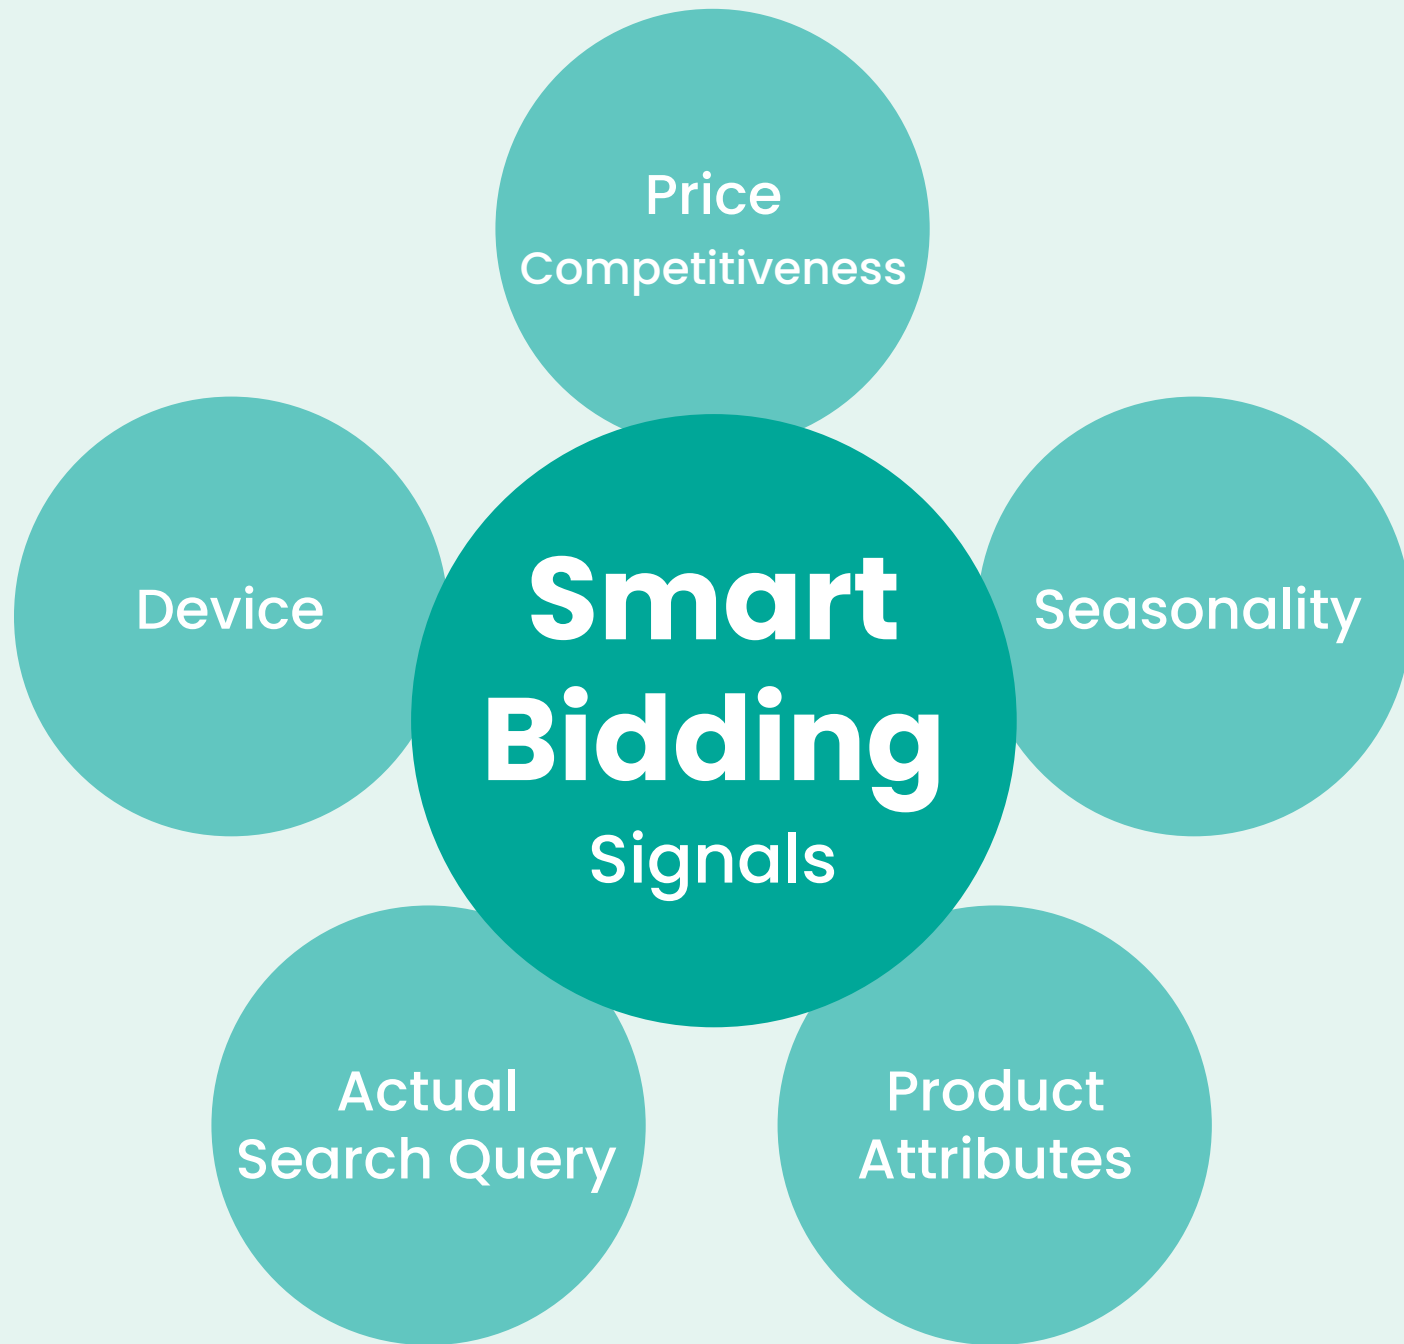 Price
Competitiveness
Device
Smart
Bidding
Signals
Seasonality
Actual
Search Query
Product
Attributes